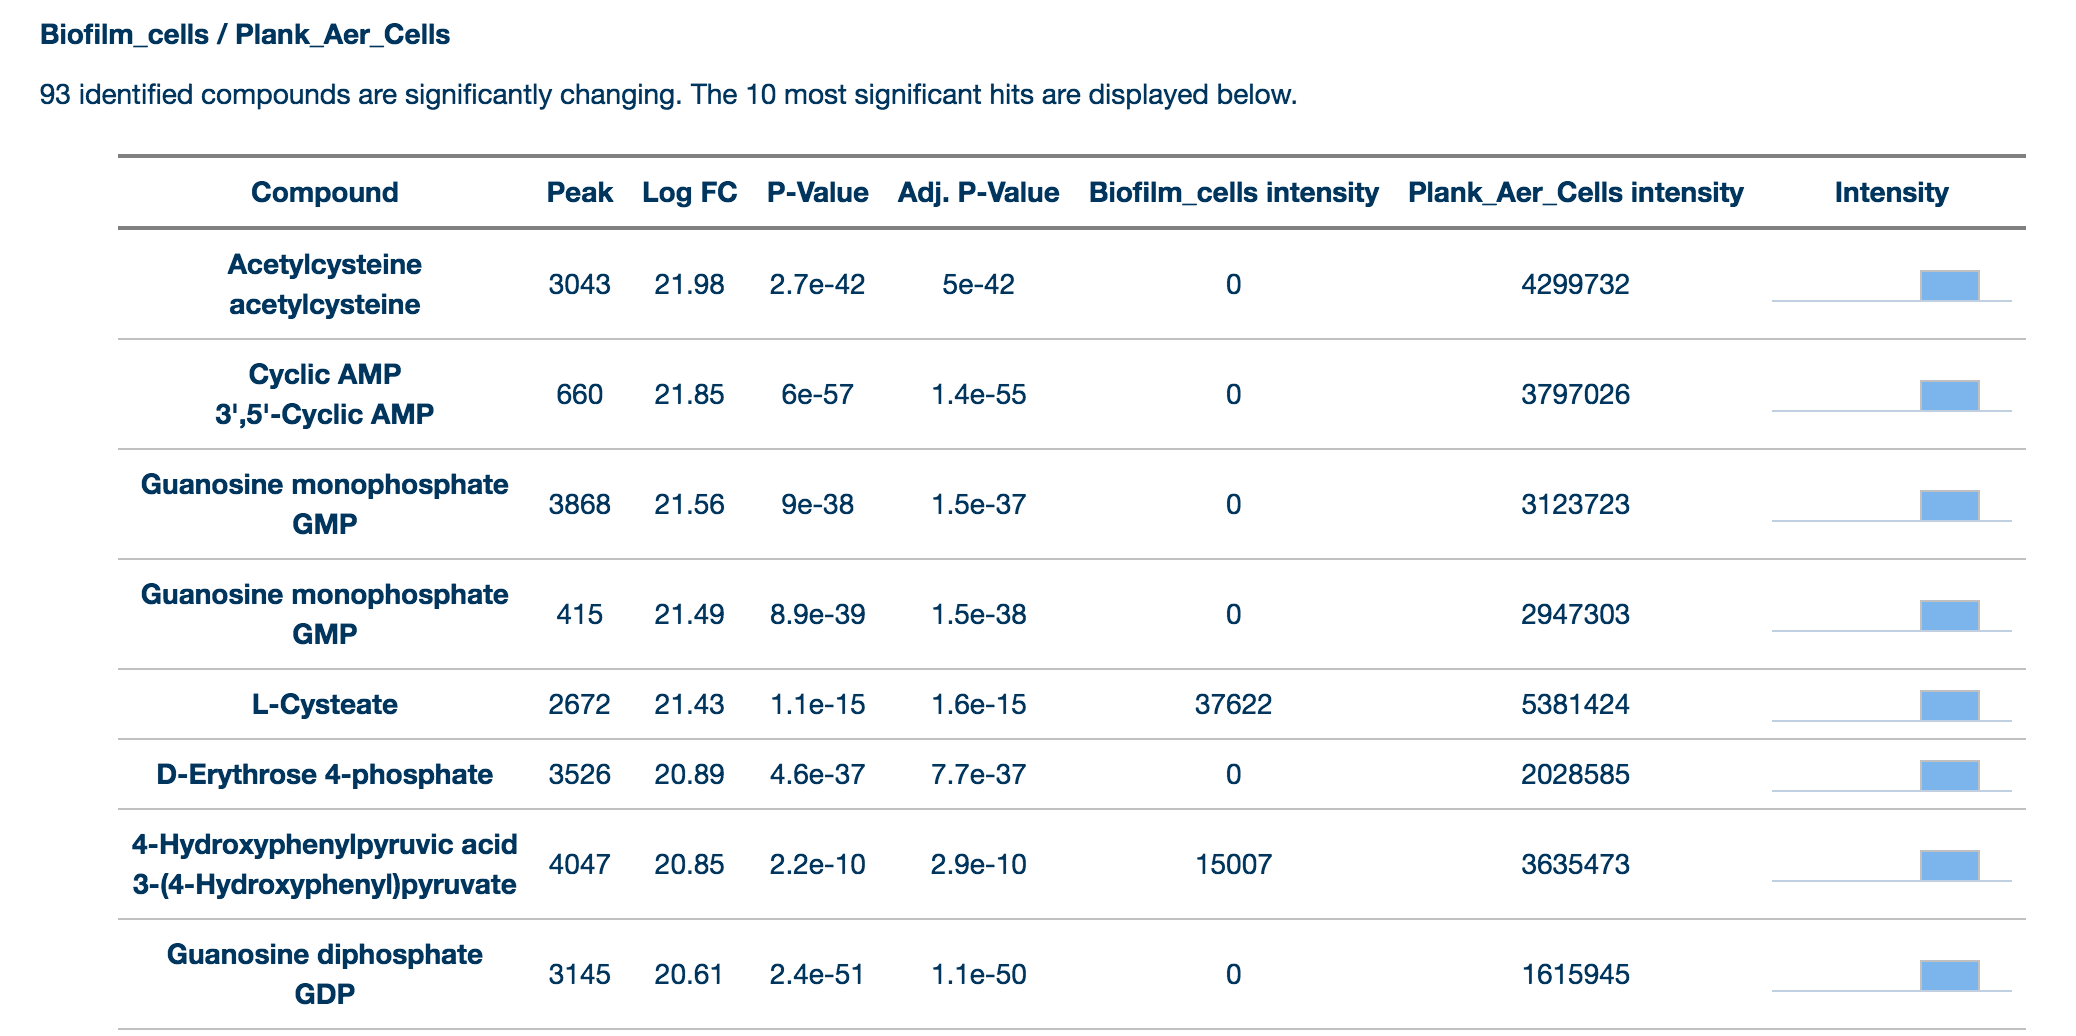 Biofilm_cells / Plank_Aer_Cells
93 identified compounds are significantly changing. The 10 most significant hits are displayed below.
Compound Peak Log FC P-Value Adj. P-Value Biofilm_cells intensity Plank_Aer_Cells intensity Intensity
Acetylcysteine
acetylcysteine 3043 21.98 2.7e-42 5e-42 0 4299732
Cyclic AMP
3',5'-Cyclic AMP 660 21.85 6e-57 1.4e-55 0 3797026
Guanosine monophosphate
GMP 3868 21.56 9e-38 1.5e-37 0 3123723
Guanosine monophosphate
GMP 415 21.49 8.9e-39 1.5e-38 0 2947303
L-Cysteate 2672 21.43 1.1e-15 1.6e-15 37622 5381424
D-Erythrose 4-phosphate 3526 20.89 4.6e-37 7.7e-37 0 2028585
4-Hydroxyphenylpyruvic acid
3-(4-Hydroxyphenyl)pyruvate 4047 20.85 2.2e-10 2.9e-10 15007 3635473
Guanosine diphosphate
GDP 3145 20.61 2.4e-51 1.1e-50 0 1615945